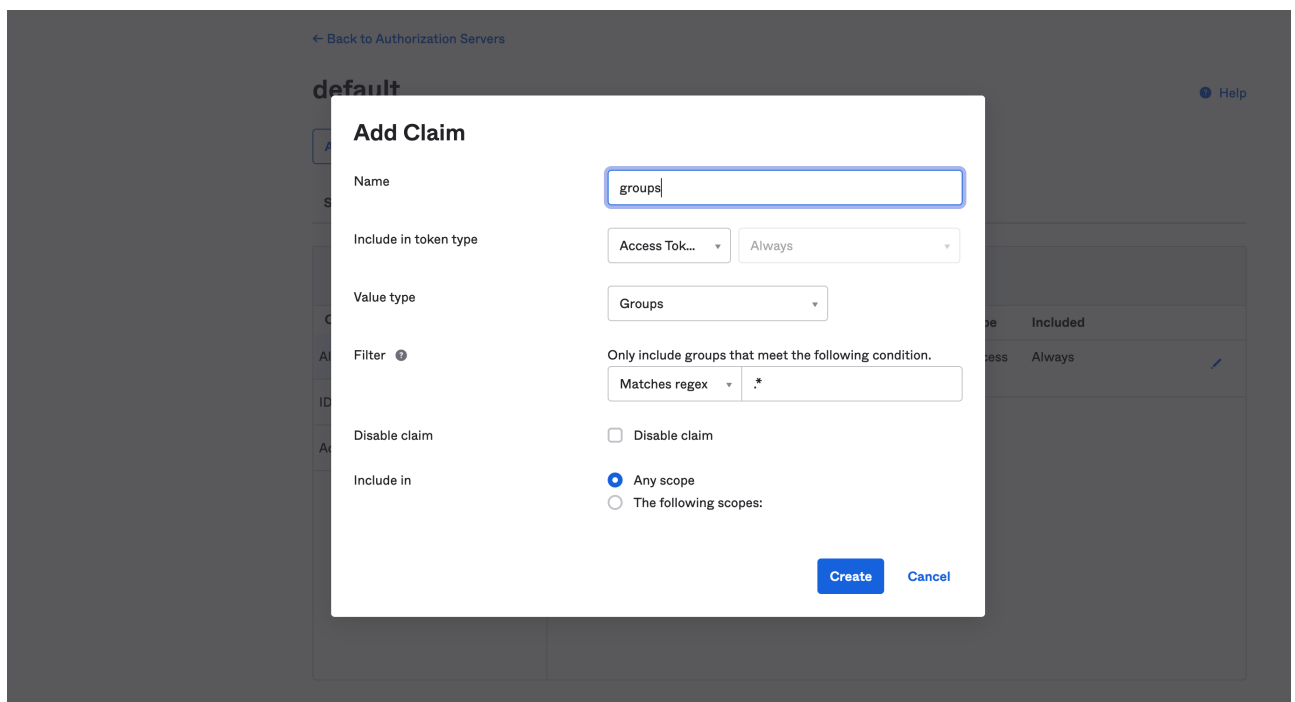 ← Back to Authorization Servers
default
Help
Add Claim
Name
groups
Include in token type
Access Tok...
Always
Value type
Groups
Included
Always
Filter
Only include groups that meet the following condition.
Matches regex
.*
Disable claim
Disable claim
Include in
Any scope
The following scopes:
Create
Cancel